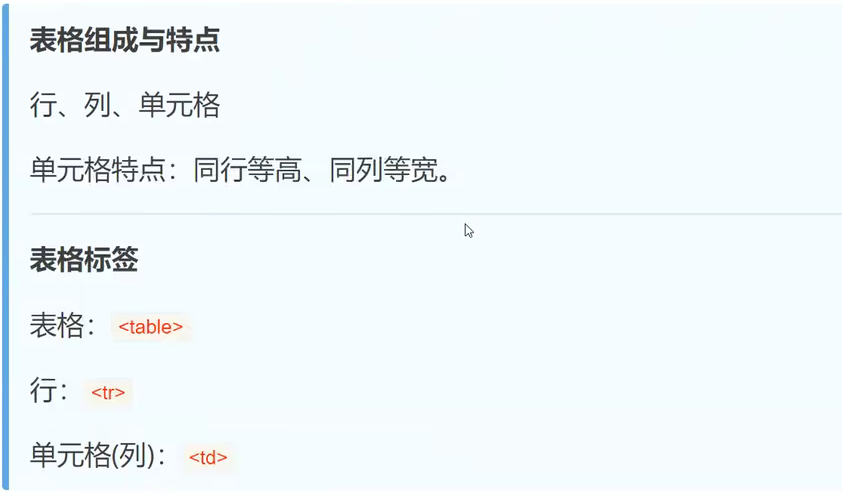 表格组成与特点
行、列、单元格
单元格特点：同行等高、同列等宽。
表格标签
表格：<table>
行：<tr>
单元格(列)：<td>